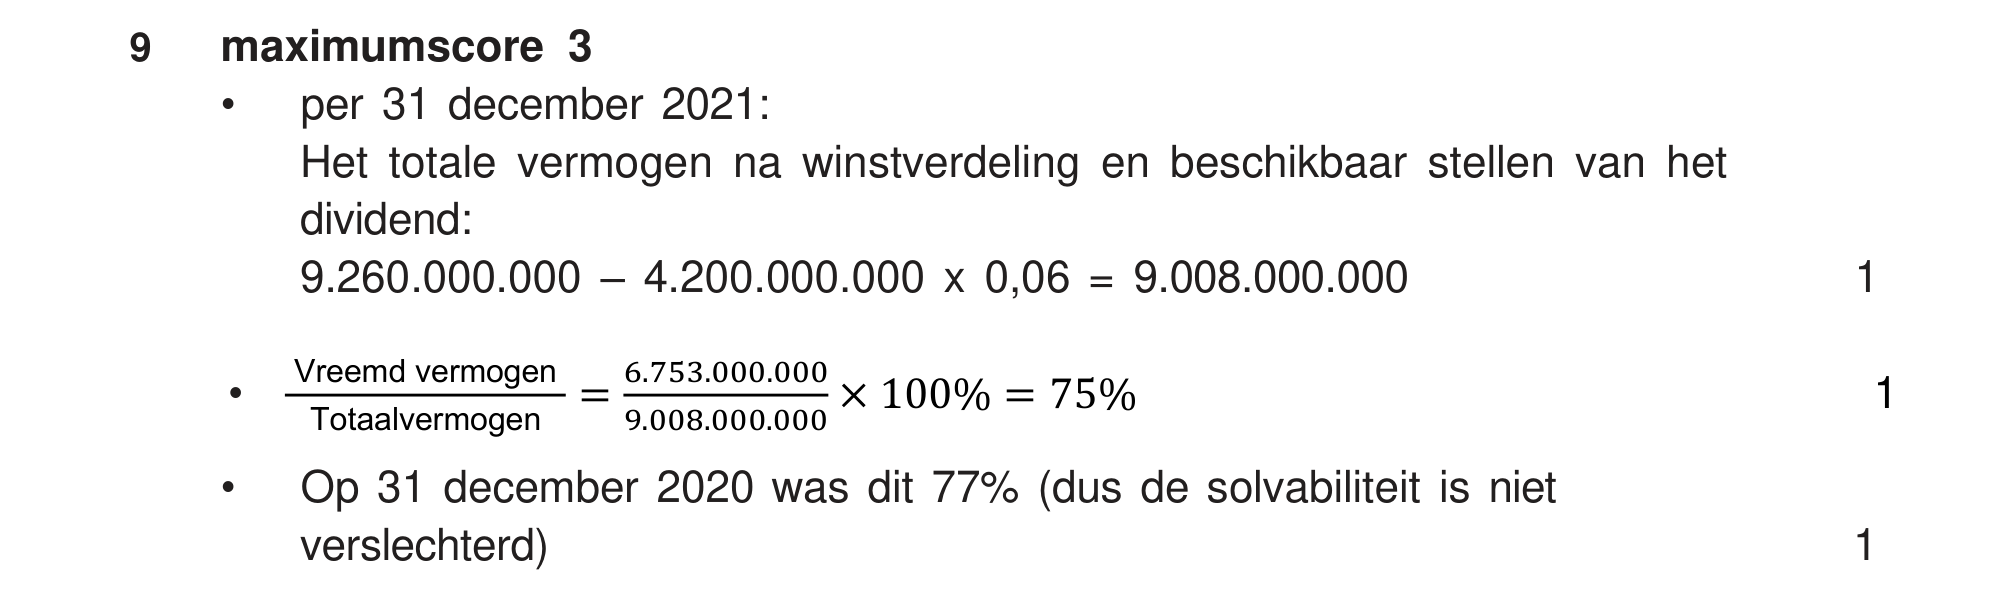 9 maximumscore 3
• per 31 december 2021:
Het totale vermogen na winstverdeling en beschikbaar stellen van het
dividend:
9.260.000.000 – 4.200.000.000 x 0,06 = 9.008.000.000 1
• Vreemd vermogen / Totaalvermogen = 6.753.000.000 / 9.008.000.000 × 100% = 75% 1
• Op 31 december 2020 was dit 77% (dus de solvabiliteit is niet
verslechterd) 1